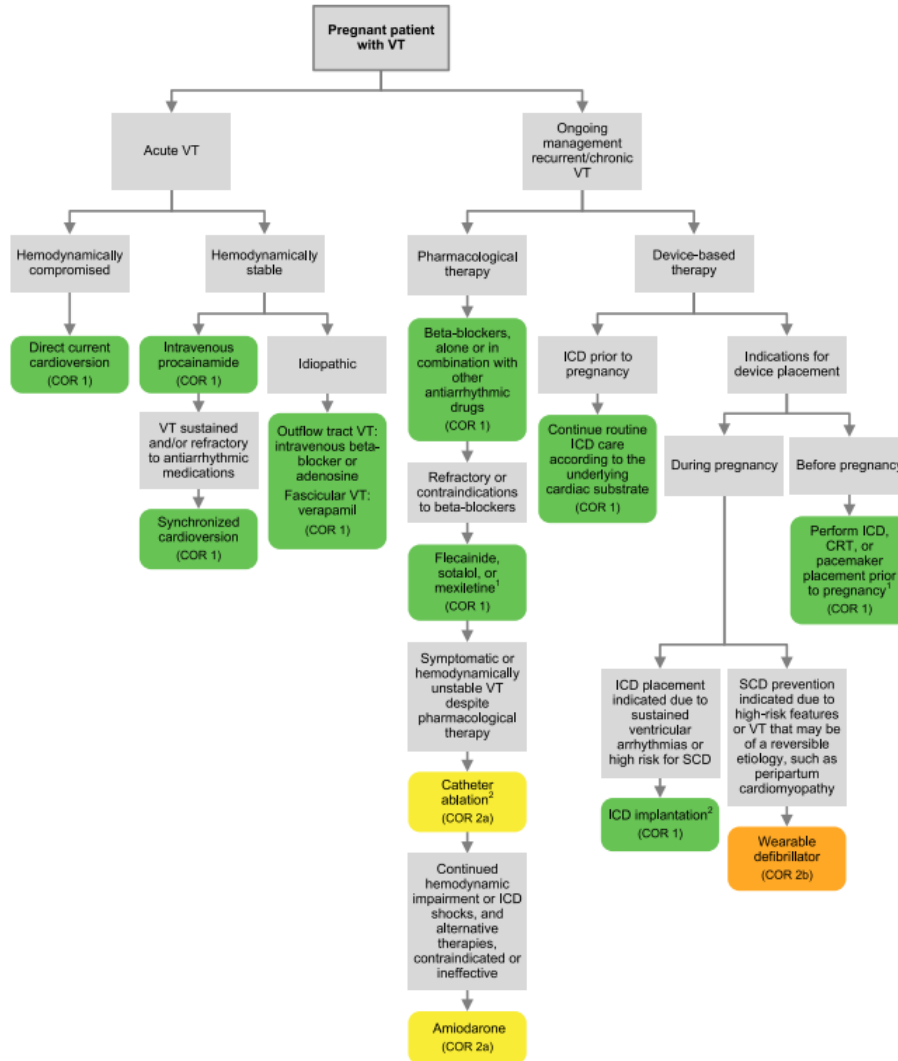 Pregnant patient
with VT
Acute VT
Ongoing
management
recurrent/chronic
VT
Hemodynamically
compromised
Hemodynamically
stable
Pharmacological
therapy
Device-based
therapy
Direct current
cardioversion
(COR 1)
Intravenous
procainamide
(COR 1)
Idiopathic
Beta-blockers,
alone or in
combination with
other
antiarrhythmic
drugs
(COR 1)
ICD prior to
pregnancy
Indications for
device placement
VT sustained
and/or refractory
to antiarrhythmic
medications
Outflow tract VT:
intravenous beta-
blocker or
adenosine
Fascicular VT:
verapamil
(COR 1)
Continue routine
ICD care
according to the
underlying
cardiac substrate
(COR 1)
During pregnancy
Before pregnancy
Refractory or
contraindications
to beta-blockers
Synchronized
cardioversion
(COR 1)
Flecainide,
sotalol, or
mexiletine¹
(COR 1)
Perform ICD,
CRT, or
pacemaker
placement prior
to pregnancy¹
(COR 1)
Symptomatic or
hemodynamically
unstable VT
despite
pharmacological
therapy
ICD placement
indicated due to
sustained
ventricular
arrhythmias or
high risk for SCD
SCD prevention
indicated due to
high-risk features
or VT that may be
of a reversible
etiology, such as
peripartum
cardiomyopathy
Catheter
ablation²
(COR 2a)
ICD implantation²
(COR 1)
Wearable
defibrillator
(COR 2b)
Continued
hemodynamic
impairment or ICD
shocks, and
alternative
therapies,
contraindicated or
ineffective
Amiodarone
(COR 2a)